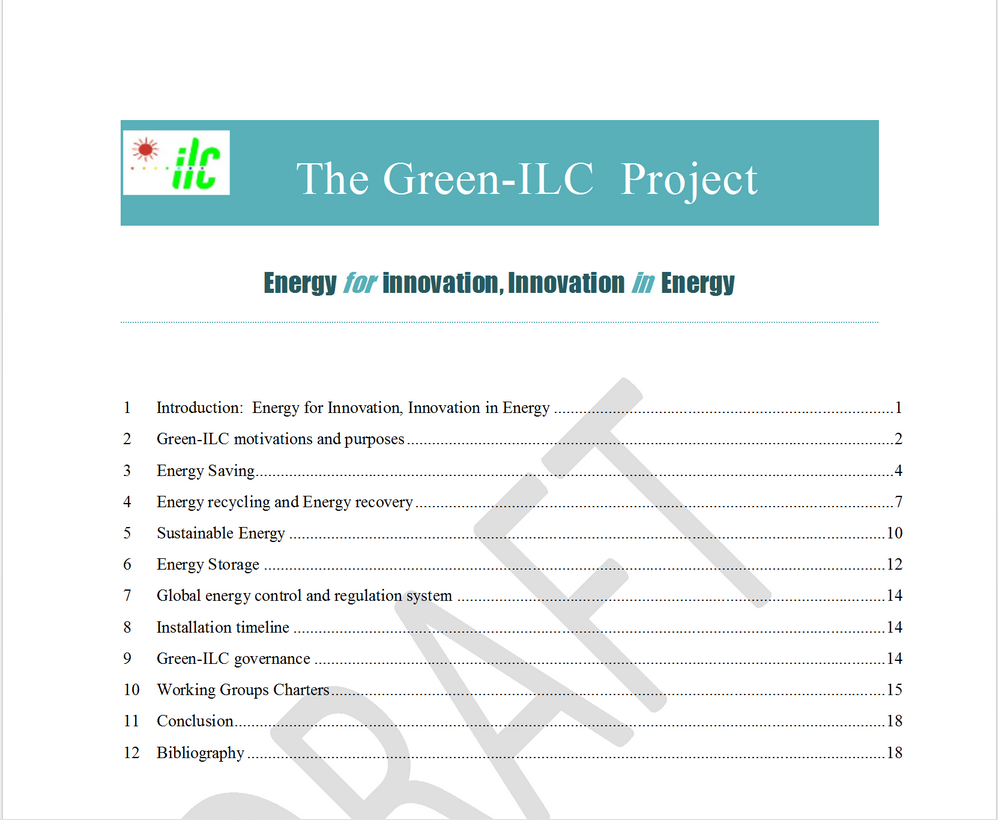 ilc
The Green-ILC  Project
Energy for innovation, Innovation in Energy
1 Introduction:  Energy for Innovation, Innovation in Energy ........ 1
2 Green-ILC motivations and purposes ........ 2
3 Energy Saving ........ 4
4 Energy recycling and Energy recovery ........ 7
5 Sustainable Energy ........ 10
6 Energy Storage ........ 12
7 Global energy control and regulation system ........ 14
8 Installation timeline ........ 14
9 Green-ILC governance ........ 14
10 Working Groups Charters ........ 15
11 Conclusion ........ 18
12 Bibliography ........ 18
DRAFT